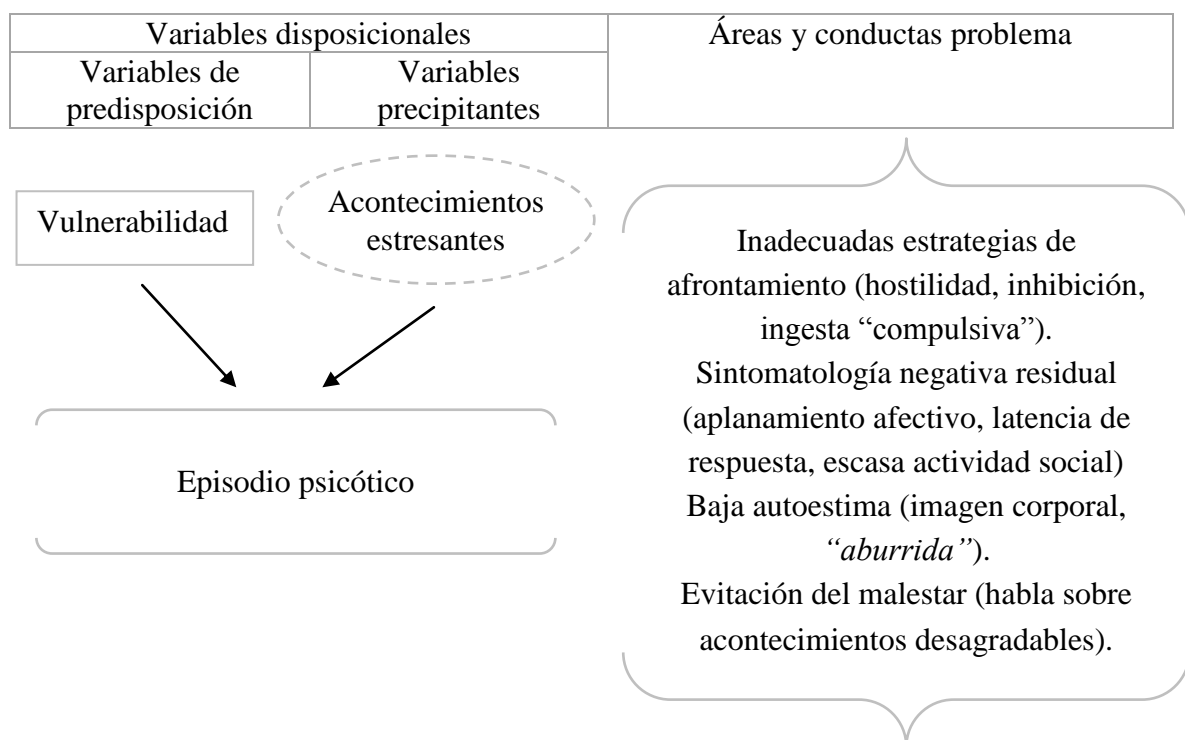 Variables disposicionales
Áreas y conductas problema
Variables de
predisposición
Variables
precipitantes
Vulnerabilidad
Acontecimientos
estresantes
Episodio psicótico
Inadecuadas estrategias de
afrontamiento (hostilidad, inhibición,
ingesta “compulsiva”).
Sintomatología negativa residual
(aplanamiento afectivo, latencia de
respuesta, escasa actividad social)
Baja autoestima (imagen corporal,
“aburrida”).
Evitación del malestar (habla sobre
acontecimientos desagradables).